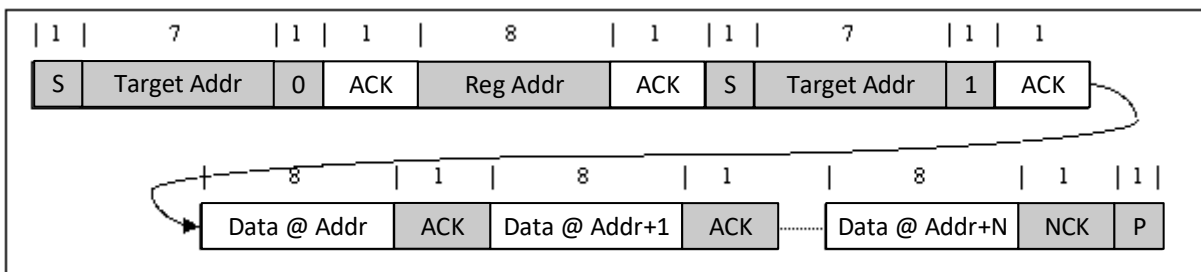 | 1 | 7 | 1 | 1 | 8 | 1 | 1 | 7 | 1 | 1
S Target Addr 0 ACK Reg Addr ACK S Target Addr 1 ACK
| 8 | 1 | 8 | 1 | 8 | 1 | 1 |
Data @ Addr ACK Data @ Addr+1 ACK Data @ Addr+N NCK P